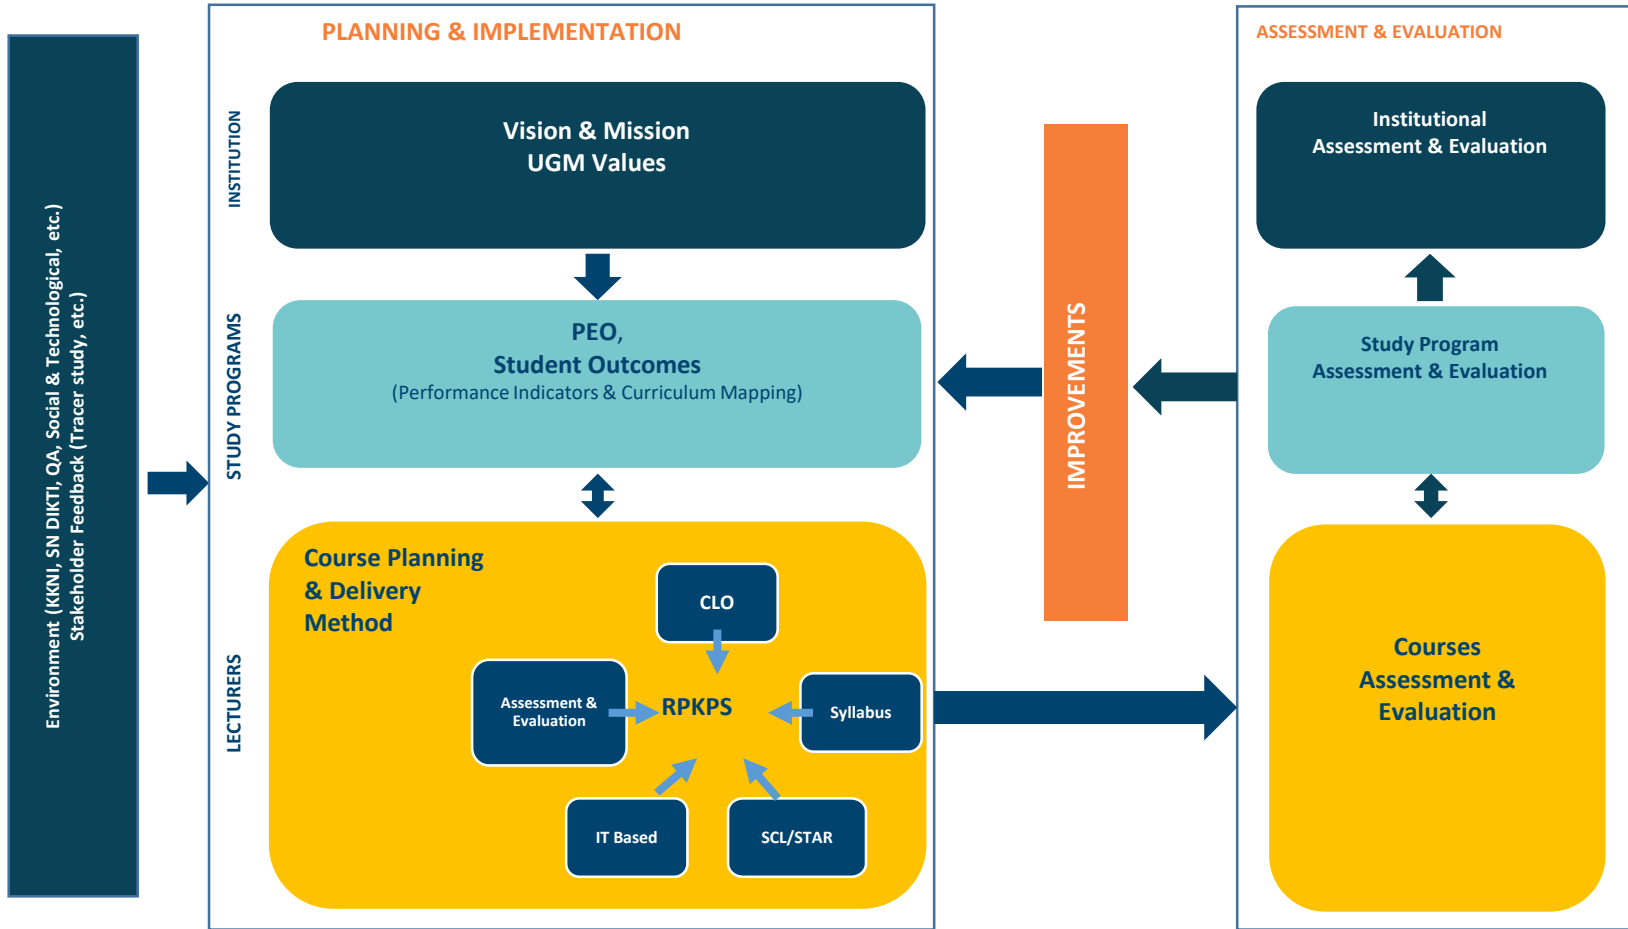 Environment (KKNI, SN DIKTI, QA, Social & Technological, etc.)
Stakeholder Feedback (Tracer study, etc.)
PLANNING & IMPLEMENTATION
INSTITUTION
Vision & Mission
UGM Values
STUDY PROGRAMS
PEO,
Student Outcomes
(Performance Indicators & Curriculum Mapping)
LECTURERS
Course Planning
& Delivery
Method
CLO
Assessment &
Evaluation
RPKPS
Syllabus
IT Based
SCL/STAR
IMPROVEMENTS
ASSESSMENT & EVALUATION
Institutional
Assessment & Evaluation
Study Program
Assessment & Evaluation
Courses
Assessment &
Evaluation